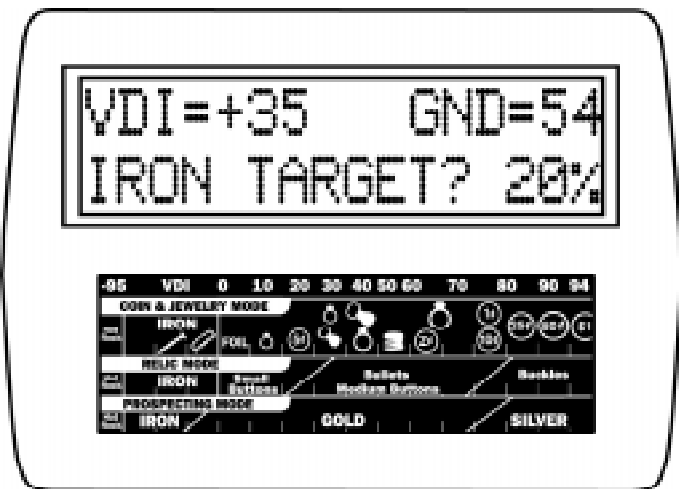 VDI=+35 GND=54
IRON TARGET? 20%
-95 VDI 0 10 20 30 40 50 60 70 80 90 94
COIN & JEWELRY MODE
IRON
FOIL 5¢
RELIC MODE
IRON Small Buttons Bullets Medium Buttons Buckles
PROSPECTING MODE
IRON GOLD SILVER